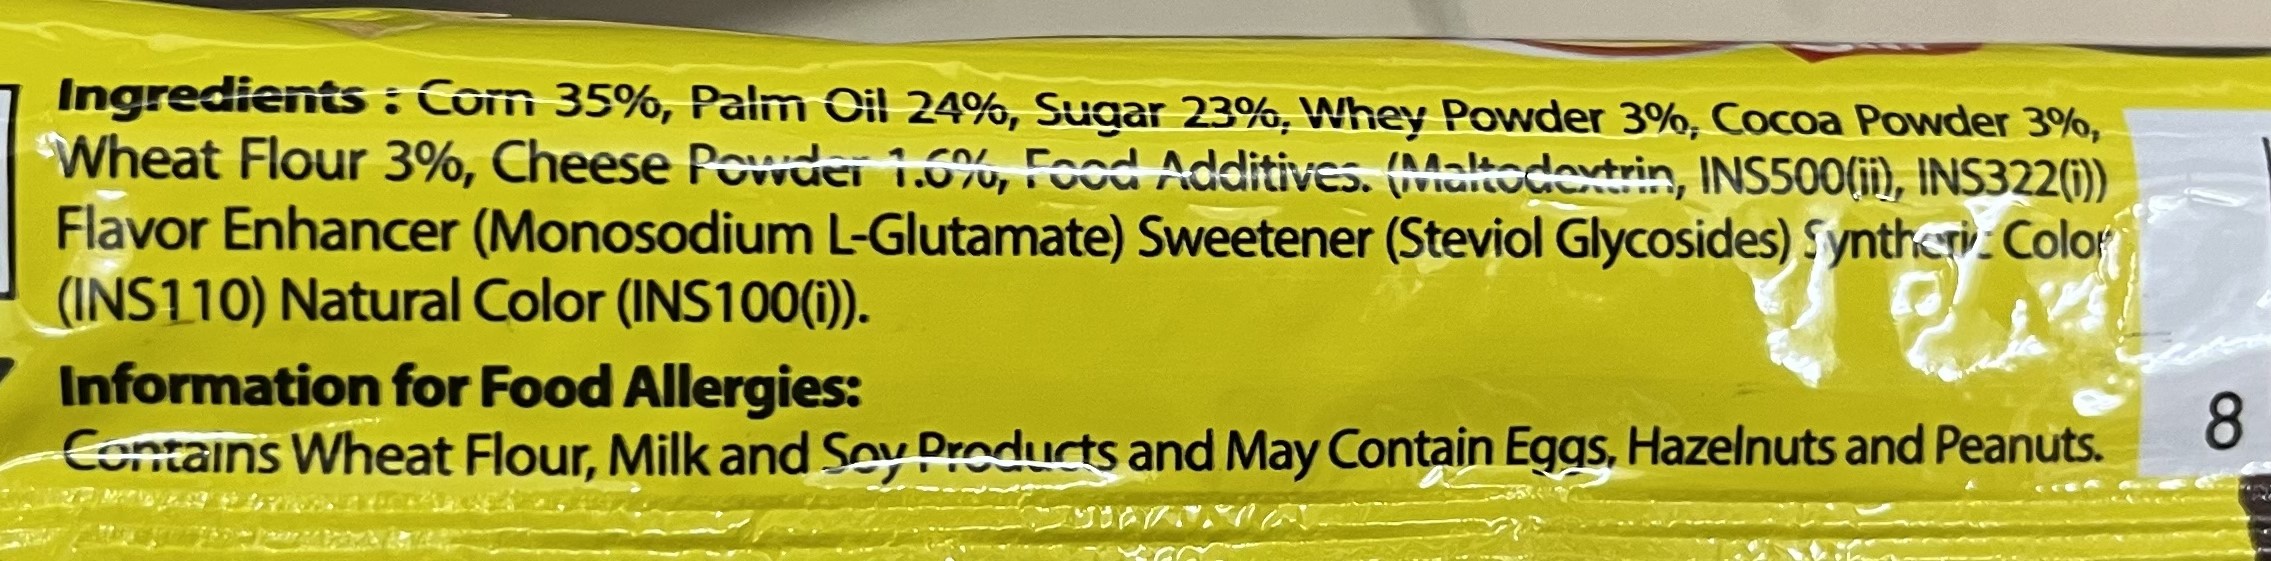 Ingredients : Corn 35%, Palm Oil 24%, Sugar 23%, Whey Powder 3%, Cocoa Powder 3%,
Wheat Flour 3%, Cheese Powder 1.6%, Food Additives. (Maltodextrin, INS500(ii), INS322(i))
Flavor Enhancer (Monosodium L-Glutamate) Sweetener (Steviol Glycosides) Synthetic Color
(INS110) Natural Color (INS100(i)).
Information for Food Allergies:
Contains Wheat Flour, Milk and Soy Products and May Contain Eggs, Hazelnuts and Peanuts.
8